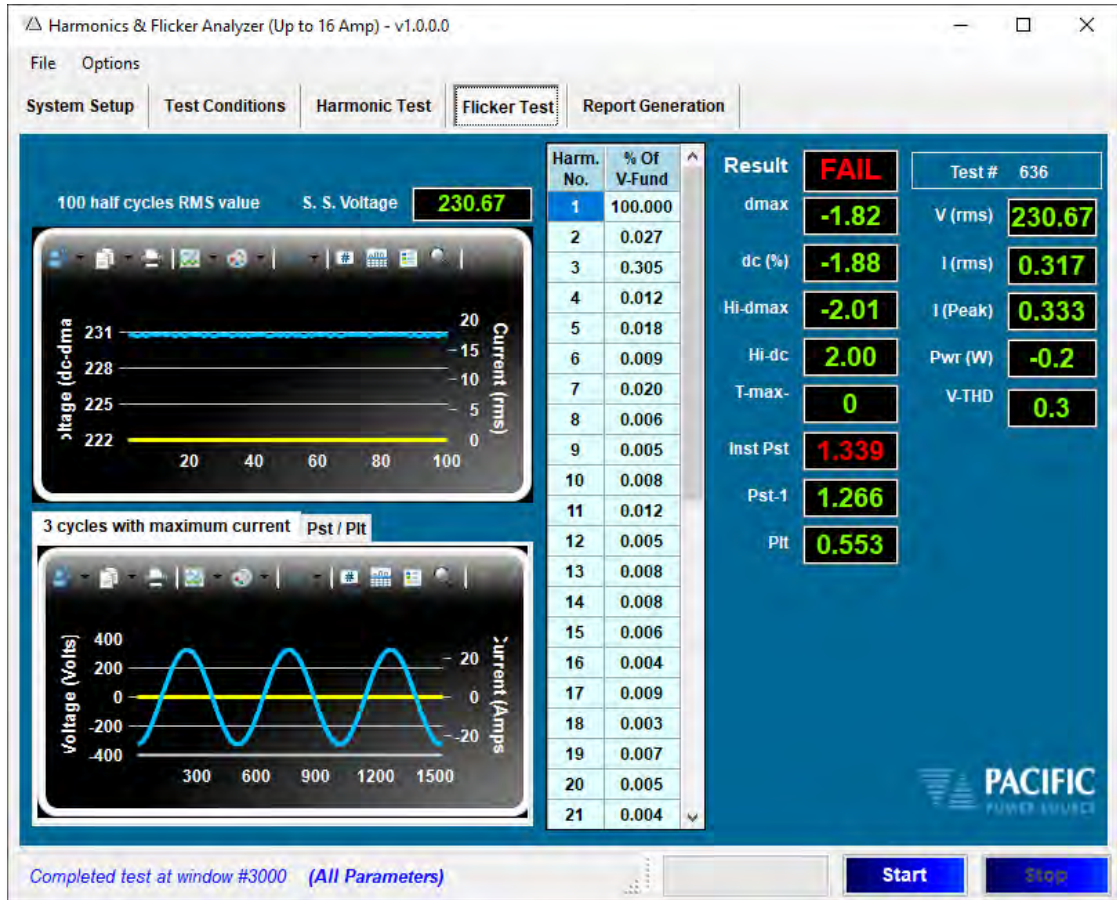 Harmonics & Flicker Analyzer (Up to 16 Amp) - v1.0.0.0
File Options
System Setup Test Conditions Harmonic Test Flicker Test Report Generation
100 half cycles RMS value S. S. Voltage 230.67
#
231
228
225
222
20
15
10
5
0
20 40 60 80 100
ltage (dc-dma
Current (rms)
3 cycles with maximum current Pst / Plt
#
400
200
0
-200
-400
20
0
-20
300 600 900 1200 1500
Voltage (Volts)
Current (Amps
Harm. No. % Of V-Fund
1 100.000
2 0.027
3 0.305
4 0.012
5 0.018
6 0.009
7 0.020
8 0.006
9 0.005
10 0.008
11 0.012
12 0.005
13 0.008
14 0.008
15 0.006
16 0.004
17 0.009
18 0.003
19 0.007
20 0.005
21 0.004
Result FAIL
dmax -1.82
dc (%) -1.88
Hi-dmax -2.01
Hi-dc 2.00
T-max- 0
Inst Pst 1.339
Pst-1 1.266
Plt 0.553
Test # 636
V (rms) 230.67
I (rms) 0.317
I (Peak) 0.333
Pwr (W) -0.2
V-THD 0.3
PACIFIC
POWER SOURCE
Completed test at window #3000 (All Parameters)
Start Stop